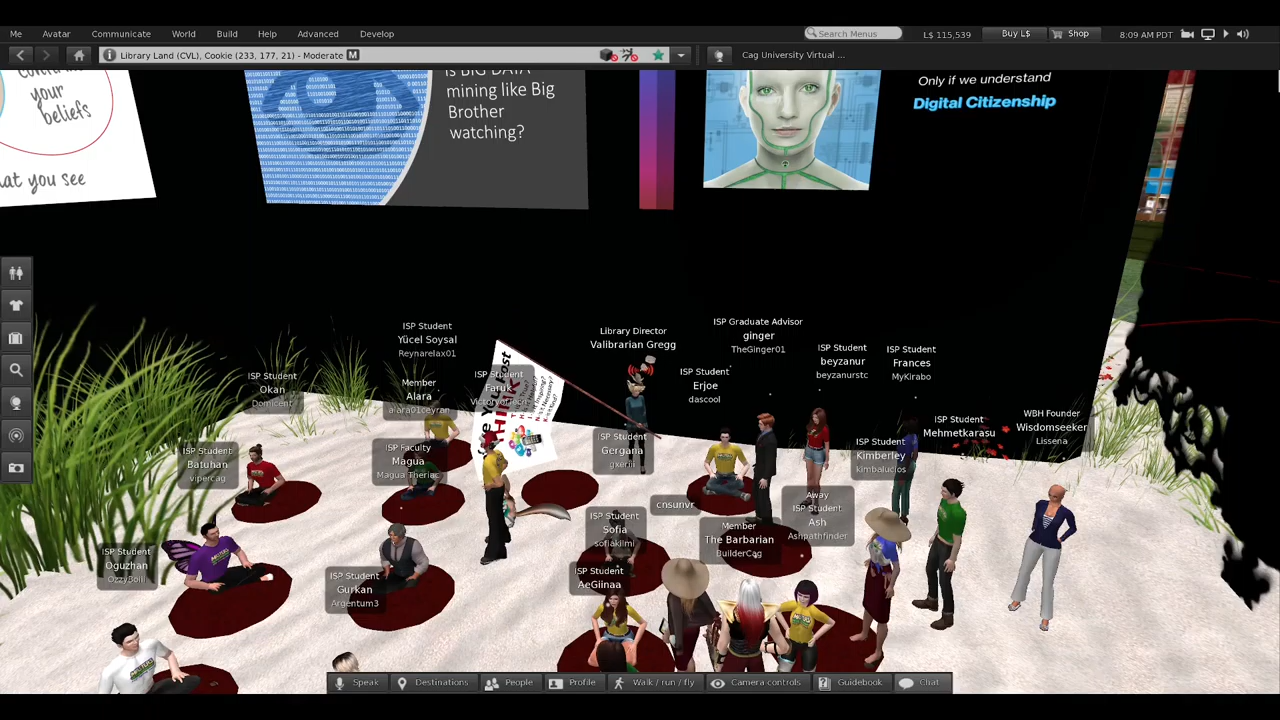 Me Avatar Communicate World Build Help Advanced Develop
Search Menus
L$ 115,539
Buy L$
Shop
8:09 AM PDT
Library Land (CVL), Cookie (233, 177, 21) - Moderate M
Cag University Virtual ...
your
beliefs
at you see
Is BIG DATA
mining like Big
Brother
watching?
Only if we understand
Digital Citizenship
ISP Student
Yücel Soysal
Reynarelax01
Library Director
Valibrarian Gregg
ISP Graduate Advisor
ginger
TheGinger01
ISP Student
beyzanur
beyzanurstc
ISP Student
Frances
MyKirabo
ISP Student
Okan
Domicent
Member
Alara
alara01ceyran
ISP Student
Faruk
ISP Student
Erjoe
dascool
ISP Student
Mehmetkarasu
WBH Founder
Wisdomseeker
Lissena
ISP Student
Batuhan
vipercag
ISP Faculty
Magua
Magua Theriac
ISP Student
Gergana
gkerill
ISP Student
Kimberley
kimbalucios
cnsunvr
Away
ISP Student
Ash
Ashpathfinder
ISP Student
Sofia
sofiakiimi
Member
The Barbarian
BuilderCag
ISP Student
Oguzhan
OzzyBoiii
ISP Student
Gurkan
Argentum3
ISP Student
AeGiinaa
Speak Destinations People Profile Walk / run / fly Camera controls Guidebook Chat